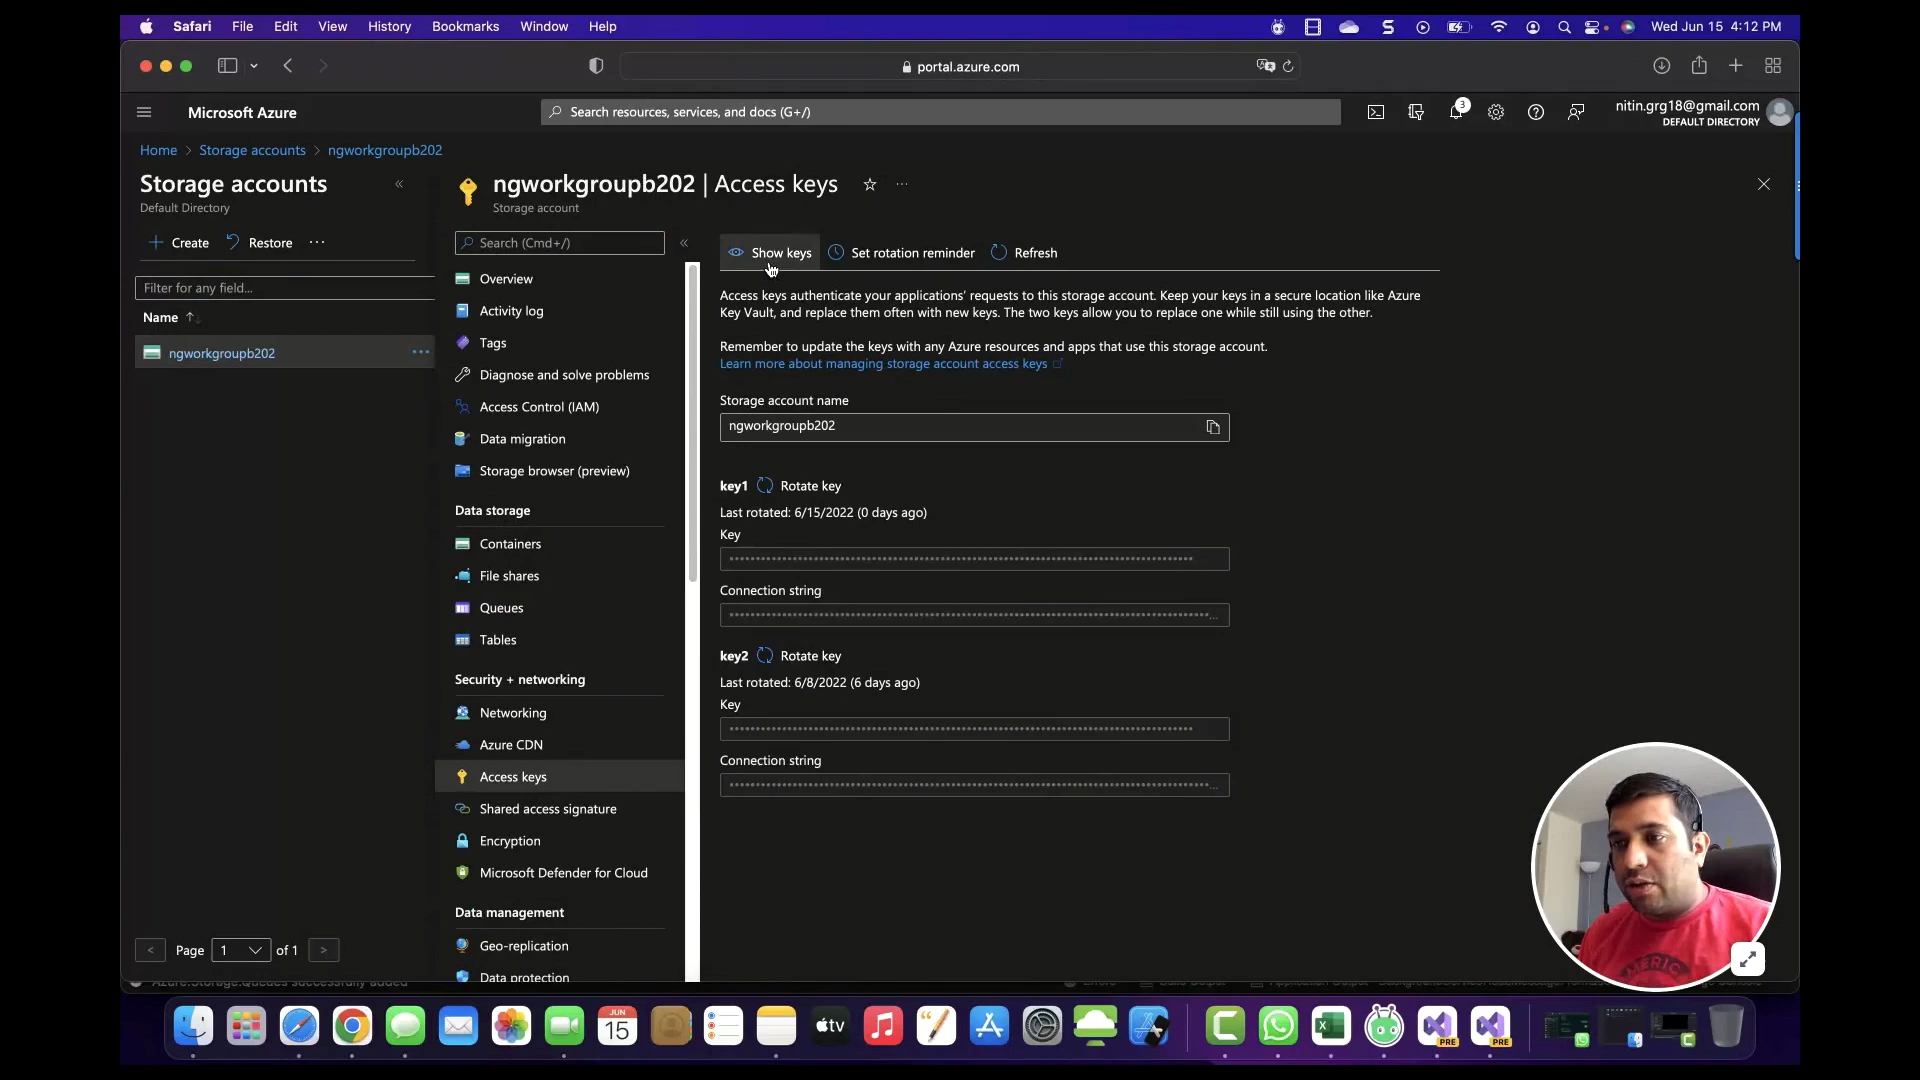 Safari File Edit View History Bookmarks Window Help
Wed Jun 15 4:12 PM
portal.azure.com
Microsoft Azure
Search resources, services, and docs (G+/)
3
nitin.grg18@gmail.com
DEFAULT DIRECTORY
Home > Storage accounts > ngworkgroupb202
Storage accounts
Default Directory
Create Restore
Filter for any field...
Name
ngworkgroupb202
Page 1 of 1
ngworkgroupb202 | Access keys
Storage account
Search (Cmd+/)
Overview
Activity log
Tags
Diagnose and solve problems
Access Control (IAM)
Data migration
Storage browser (preview)
Data storage
Containers
File shares
Queues
Tables
Security + networking
Networking
Azure CDN
Access keys
Shared access signature
Encryption
Microsoft Defender for Cloud
Data management
Geo-replication
Data protection
Show keys Set rotation reminder Refresh
Access keys authenticate your applications' requests to this storage account. Keep your keys in a secure location like Azure
Key Vault, and replace them often with new keys. The two keys allow you to replace one while still using the other.
Remember to update the keys with any Azure resources and apps that use this storage account.
Learn more about managing storage account access keys
Storage account name
ngworkgroupb202
key1 Rotate key
Last rotated: 6/15/2022 (0 days ago)
Key
Connection string
key2 Rotate key
Last rotated: 6/8/2022 (6 days ago)
Key
Connection string
Azure.Storage.Queues successfully added
JUN
15
tv
PRE
PRE